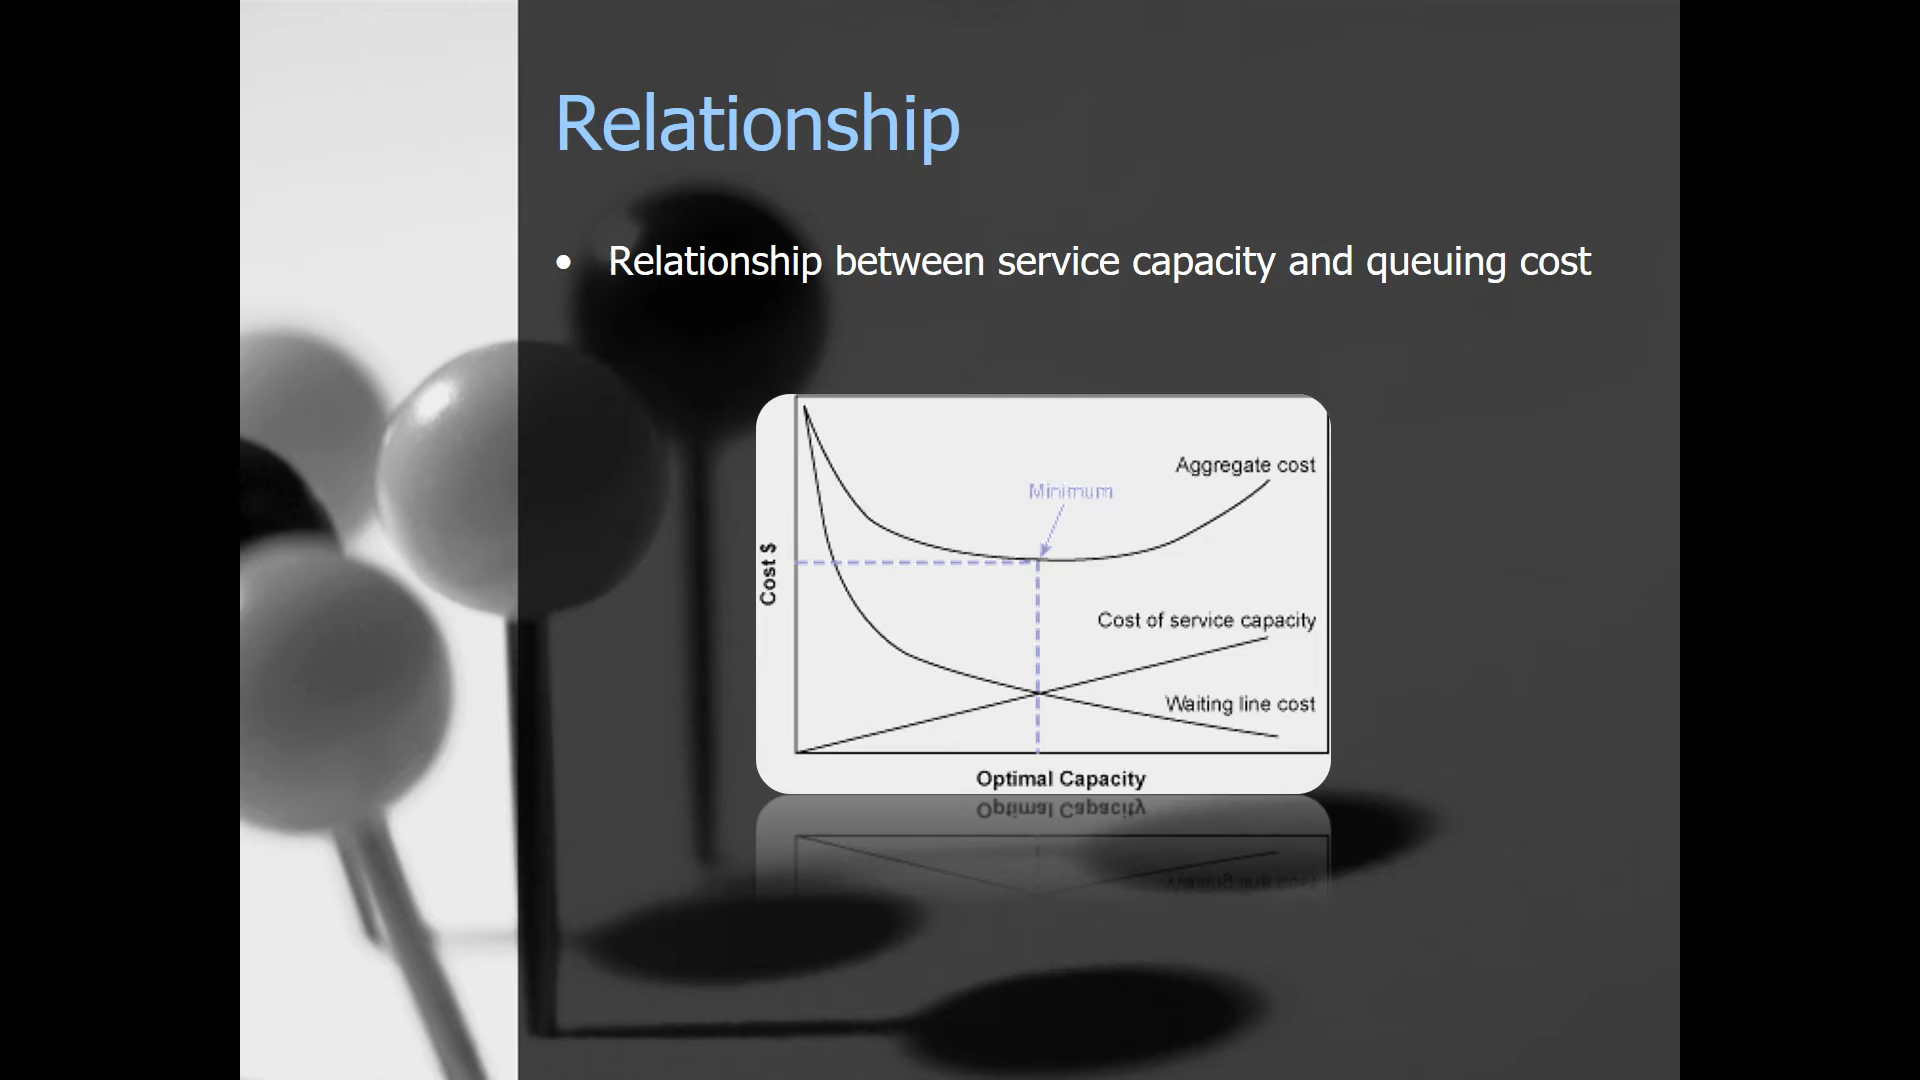 Relationship
• Relationship between service capacity and queuing cost
Aggregate cost
Minimum
Cost $
Cost of service capacity
Waiting line cost
Optimal Capacity